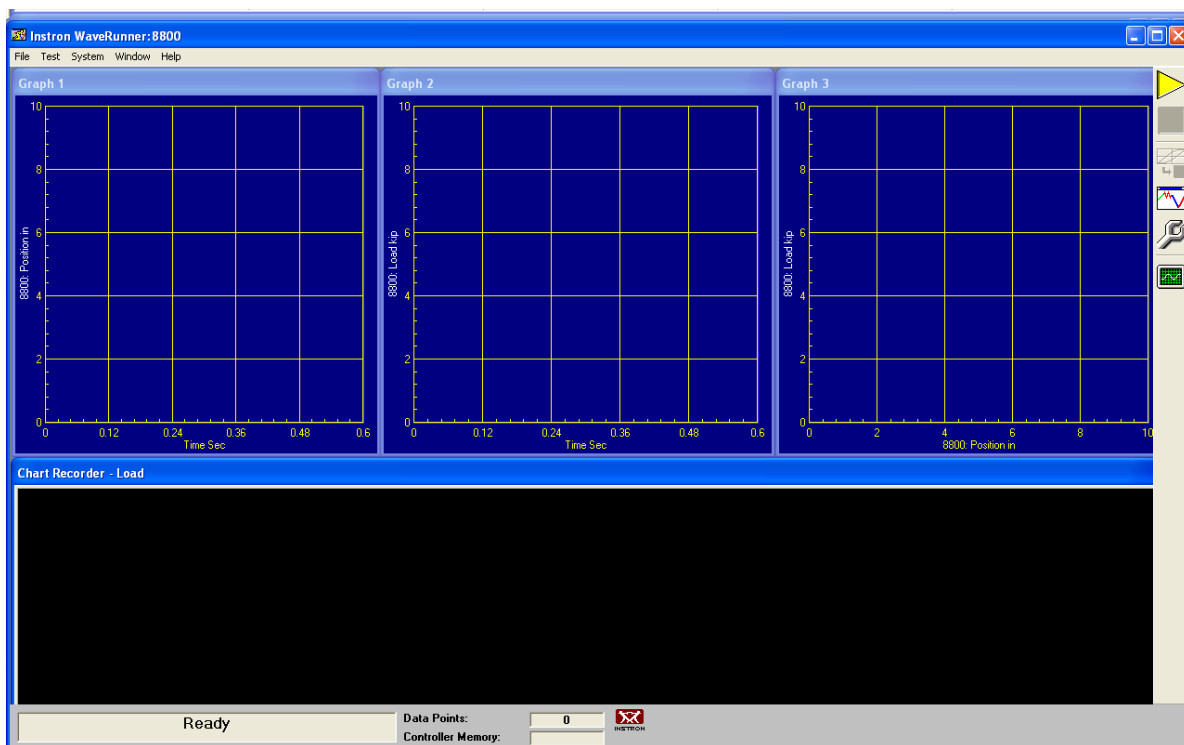 Instron WaveRunner:8800
File Test System Window Help
Graph 1
10
8
6
4
2
0
8800: Position in
0 0.12 0.24 0.36 0.48 0.6
Time Sec
Graph 2
10
8
6
4
2
0
8800: Load kip
0 0.12 0.24 0.36 0.48 0.6
Time Sec
Graph 3
10
8
6
4
2
0
8800: Load kip
0 2 4 6 8 10
8800: Position in
Chart Recorder - Load
Ready
Data Points: 0
INSTRON
Controller Memory: